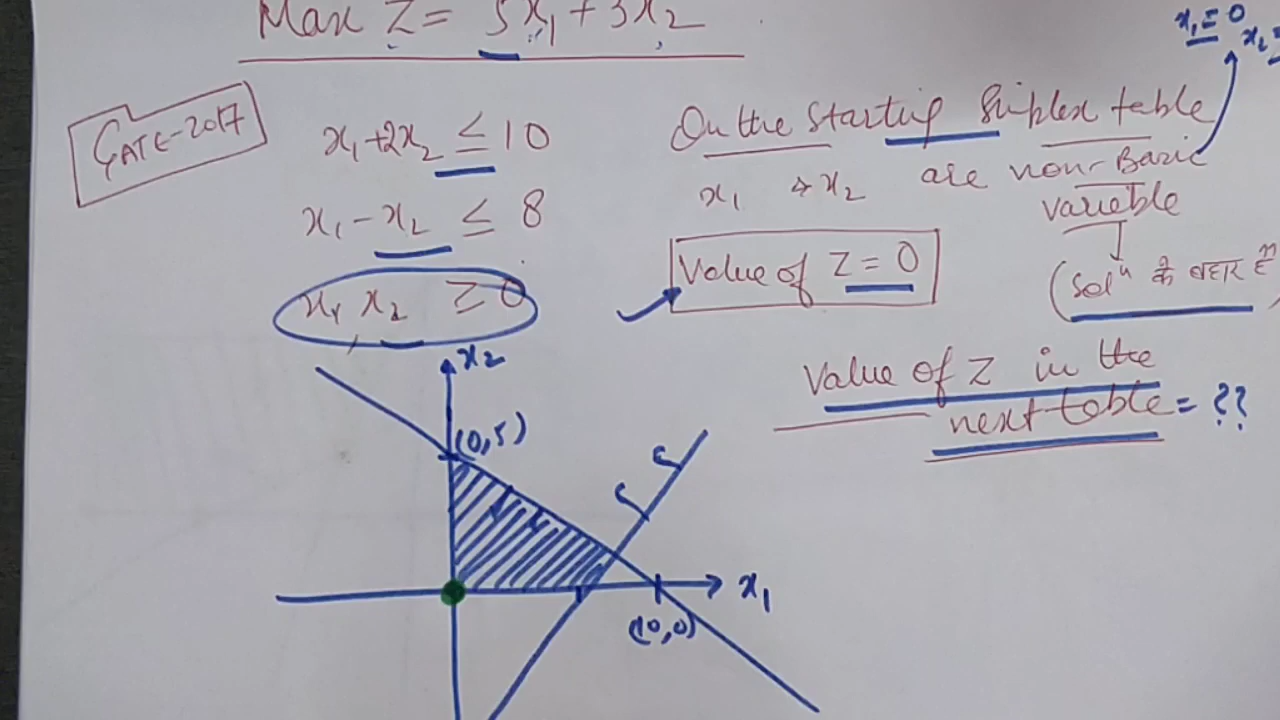 Max Z = 5x₁ + 3x₂
x₁ = 0
x₂ =
GATE-2017
x₁+2x₂ ≤ 10
x₁ - x₂ ≤ 8
x₁, x₂ ≥ 0
On the starting Simplex table
x₁ & x₂ are non-Basic
variable
Value of Z = 0
(Solⁿ के बाहर है)
Value of Z in the
next table = ??
x₂
(0,5)
x₁
(10,0)